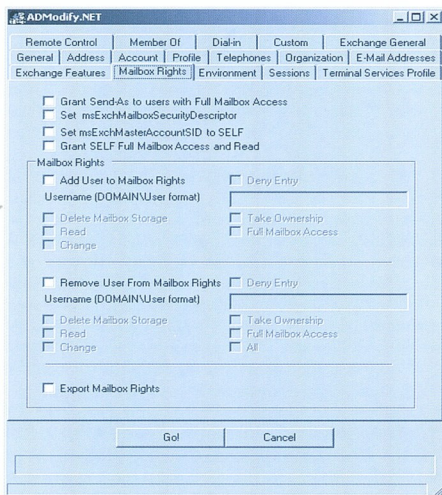 ADModify.NET
Remote Control Member Of Dial-in Custom Exchange General
General Address Account Profile Telephones Organization E-Mail Addresses
Exchange Features Mailbox Rights Environment Sessions Terminal Services Profile
Grant Send-As to users with Full Mailbox Access
Set msExchMailboxSecurityDescriptor
Set msExchMasterAccountSID to SELF
Grant SELF Full Mailbox Access and Read
Mailbox Rights
Add User to Mailbox Rights Deny Entry
Username (DOMAIN\User format)
Delete Mailbox Storage Take Ownership
Read Full Mailbox Access
Change
Remove User From Mailbox Rights Deny Entry
Username (DOMAIN\User format)
Delete Mailbox Storage Take Ownership
Read Full Mailbox Access
Change All
Export Mailbox Rights
Go! Cancel